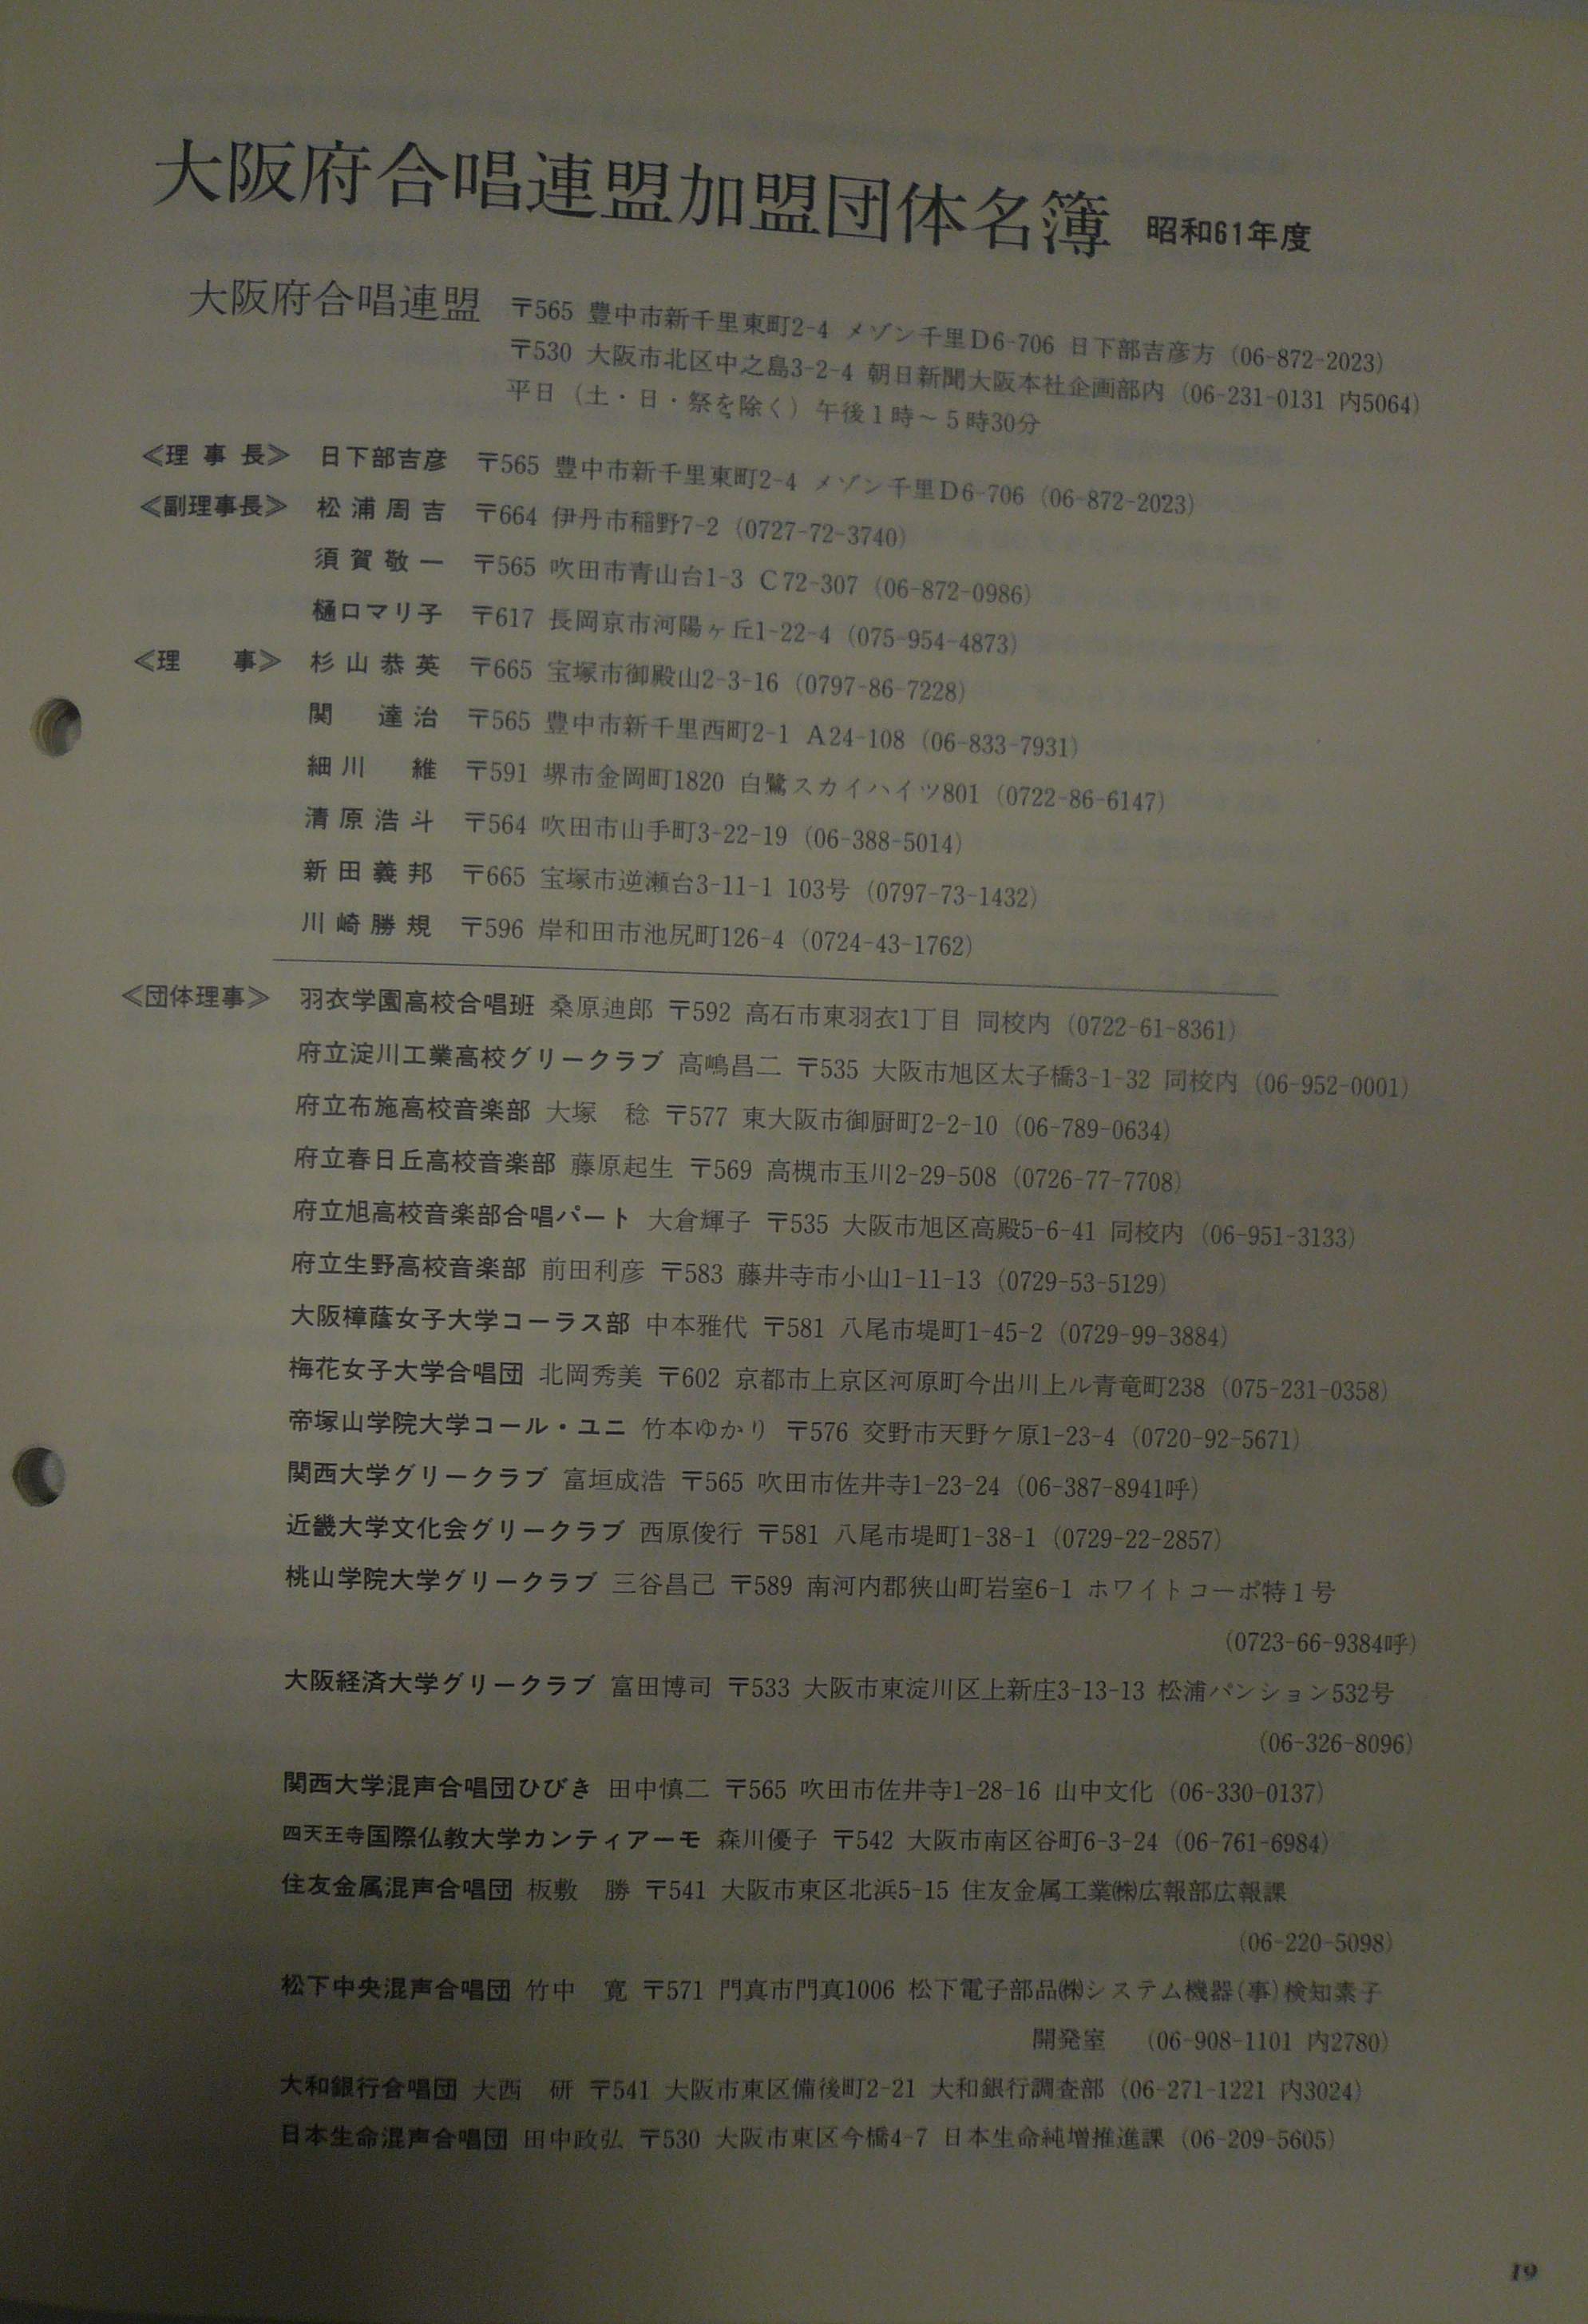 大阪府合唱連盟加盟団体名簿 昭和61年度
大阪府合唱連盟 〒565 豊中市新千里東町2-4 メゾン千里D6-706 日下部吉彦方 (06-872-2023)
〒530 大阪市北区中之島3-2-4 朝日新聞大阪本社企画部内 (06-231-0131 内5064)
平日（土・日・祭を除く）午後1時～5時30分
≪理事長≫ 日下部吉彦 〒565 豊中市新千里東町2-4 メゾン千里D6-706 (06-872-2023)
≪副理事長≫ 松浦周吉 〒664 伊丹市稲野7-2 (0727-72-3740)
須賀敬一 〒565 吹田市青山台1-3 C72-307 (06-872-0986)
樋口マリ子 〒617 長岡京市河陽ヶ丘1-22-4 (075-954-4873)
≪理事≫ 杉山恭英 〒665 宝塚市御殿山2-3-16 (0797-86-7228)
関達治 〒565 豊中市新千里西町2-1 A24-108 (06-833-7931)
細川維 〒591 堺市金岡町1820 白鷺スカイハイツ801 (0722-86-6147)
清原浩斗 〒564 吹田市山手町3-22-19 (06-388-5014)
新田義邦 〒665 宝塚市逆瀬台3-11-1 103号 (0797-73-1432)
川崎勝規 〒596 岸和田市池尻町126-4 (0724-43-1762)
≪団体理事≫ 羽衣学園高校合唱班 桑原迪郎 〒592 高石市東羽衣1丁目 同校内 (0722-61-8361)
府立淀川工業高校グリークラブ 高嶋昌二 〒535 大阪市旭区太子橋3-1-32 同校内 (06-952-0001)
府立布施高校音楽部 大塚 稔 〒577 東大阪市御厨町2-2-10 (06-789-0634)
府立春日丘高校音楽部 藤原起生 〒569 高槻市玉川2-29-508 (0726-77-7708)
府立旭高校音楽部合唱パート 大倉輝子 〒535 大阪市旭区高殿5-6-41 同校内 (06-951-3133)
府立生野高校音楽部 前田利彦 〒583 藤井寺市小山1-11-13 (0729-53-5129)
大阪樟蔭女子大学コーラス部 中本雅代 〒581 八尾市堤町1-45-2 (0729-99-3884)
梅花女子大学合唱団 北岡秀美 〒602 京都市上京区河原町今出川上ル青竜町238 (075-231-0358)
帝塚山学院大学コール・ユニ 竹本ゆかり 〒576 交野市天野ケ原1-23-4 (0720-92-5671)
関西大学グリークラブ 富垣成浩 〒565 吹田市佐井寺1-23-24 (06-387-8941呼)
近畿大学文化会グリークラブ 西原俊行 〒581 八尾市堤町1-38-1 (0729-22-2857)
桃山学院大学グリークラブ 三谷昌己 〒589 南河内郡狭山町岩室6-1 ホワイトコーポ特1号
(0723-66-9384呼)
大阪経済大学グリークラブ 富田博司 〒533 大阪市東淀川区上新庄3-13-13 松浦パンション532号
(06-326-8096)
関西大学混声合唱団ひびき 田中慎二 〒565 吹田市佐井寺1-28-16 山中文化 (06-330-0137)
四天王寺国際仏教大学カンティアーモ 森川優子 〒542 大阪市南区谷町6-3-24 (06-761-6984)
住友金属混声合唱団 板敷 勝 〒541 大阪市東区北浜5-15 住友金属工業㈱広報部広報課
(06-220-5098)
松下中央混声合唱団 竹中 寛 〒571 門真市門真1006 松下電子部品㈱システム機器(事)検知素子
開発室 (06-908-1101 内2780)
大和銀行合唱団 大西 研 〒541 大阪市東区備後町2-21 大和銀行調査部 (06-271-1221 内3024)
日本生命混声合唱団 田中政弘 〒530 大阪市東区今橋4-7 日本生命純増推進課 (06-209-5605)
19